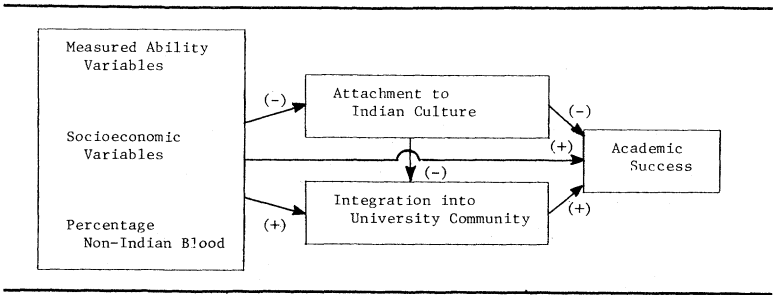 Measured Ability
Variables
Socioeconomic
Variables
Percentage
Non-Indian Blood
(-)
(+)
Attachment to
Indian Culture
(-)
(+)
(-)
Integration into
University Community
(+)
Academic
Success